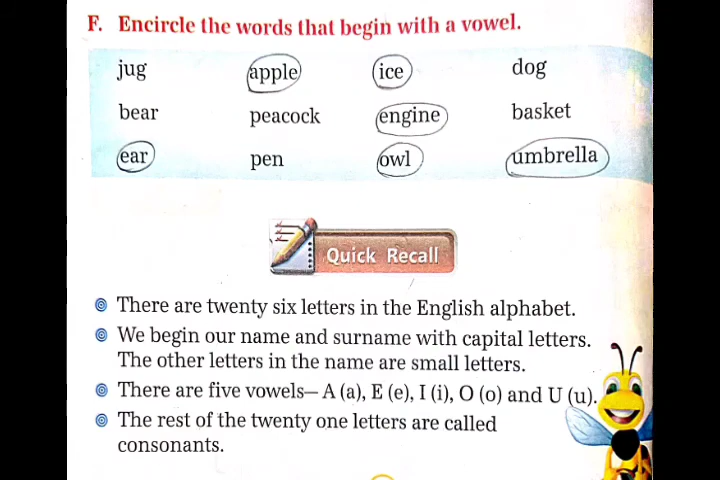 F. Encircle the words that begin with a vowel.
jug apple ice dog
bear peacock engine basket
ear pen owl umbrella
Quick Recall
There are twenty six letters in the English alphabet.
We begin our name and surname with capital letters.
The other letters in the name are small letters.
There are five vowels– A (a), E (e), I (i), O (o) and U (u).
The rest of the twenty one letters are called
consonants.